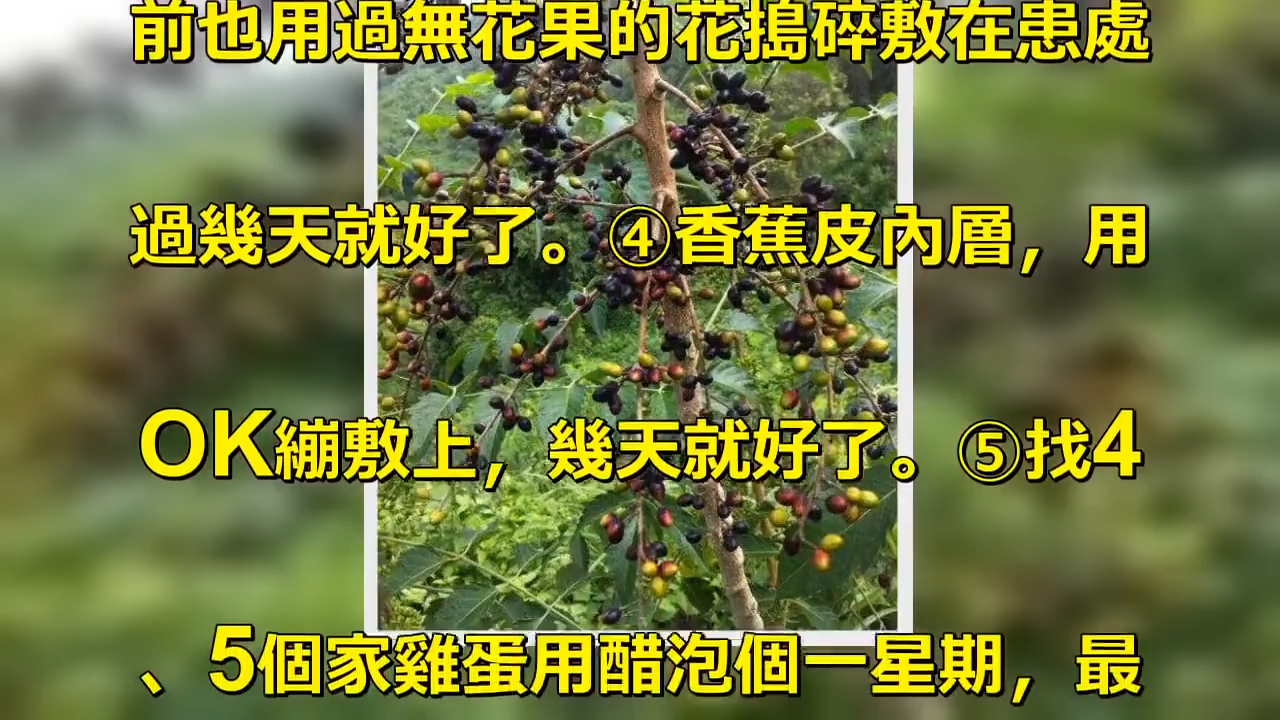 前也用過無花果的花搗碎敷在患處
過幾天就好了。④香蕉皮內層，用
OK繃敷上，幾天就好了。⑤找4
、5個家雞蛋用醋泡個一星期，最